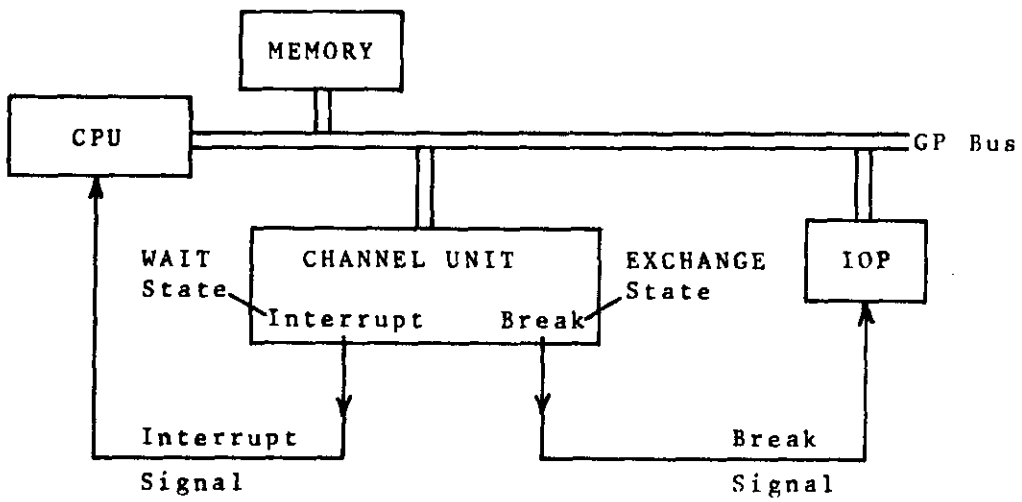 MEMORY
CPU
GP Bus
WAIT
State
CHANNEL UNIT
EXCHANGE
State
IOP
Interrupt
Break
Interrupt
Signal
Break
Signal